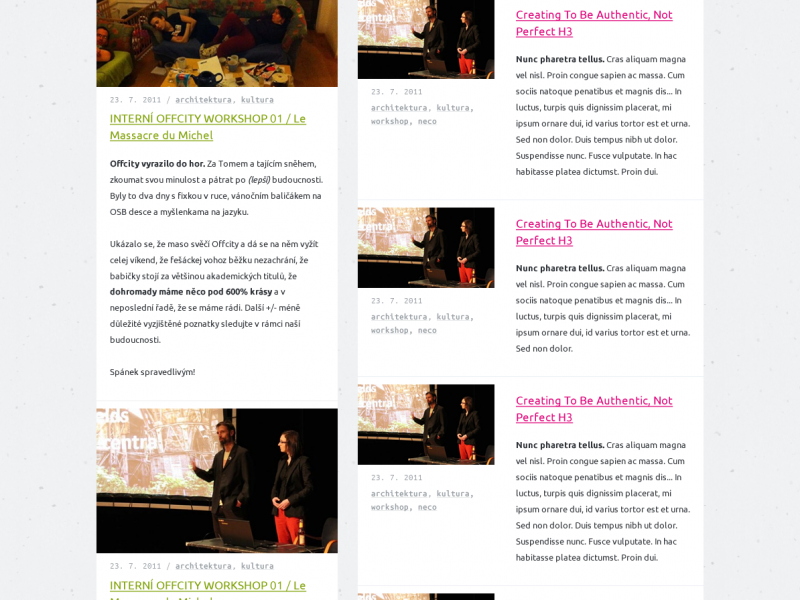 23. 7. 2011 / architektura, kultura
INTERNÍ OFFCITY WORKSHOP 01 / Le
Massacre du Michel
Offcity vyrazilo do hor. Za Tomem a tajícím sněhem,
zkoumat svou minulost a pátrat po (lepší) budoucnosti.
Byly to dva dny s fixkou v ruce, vánočním balíčákem na
OSB desce a myšlenkama na jazyku.
Ukázalo se, že maso svěčí Offcity a dá se na něm vyžít
celej víkend, že fešáckej vohoz běžku nezachrání, že
babičky stojí za většinou akademických titulů, že
dohromady máme něco pod 600% krásy a v
neposlední řadě, že se máme rádi. Další +/- méně
důležité vyzjištěné poznatky sledujte v rámci naší
budoucnosti.
Spánek spravedlivým!
centra.
23. 7. 2011 / architektura, kultura
INTERNÍ OFFCITY WORKSHOP 01 / Le
Creating To Be Authentic, Not
Perfect H3
Nunc pharetra tellus. Cras aliquam magna
vel nisl. Proin congue sapien ac massa. Cum
sociis natoque penatibus et magnis dis... In
luctus, turpis quis dignissim placerat, mi
ipsum ornare dui, id varius tortor est et urna.
Sed non dolor. Duis tempus nibh ut dolor.
Suspendisse nunc. Fusce vulputate. In hac
habitasse platea dictumst. Proin dui.
23. 7. 2011
architektura, kultura,
workshop, neco
Creating To Be Authentic, Not
Perfect H3
Nunc pharetra tellus. Cras aliquam magna
vel nisl. Proin congue sapien ac massa. Cum
sociis natoque penatibus et magnis dis... In
luctus, turpis quis dignissim placerat, mi
ipsum ornare dui, id varius tortor est et urna.
Sed non dolor.
23. 7. 2011
architektura, kultura,
workshop, neco
Creating To Be Authentic, Not
Perfect H3
Nunc pharetra tellus. Cras aliquam magna
vel nisl. Proin congue sapien ac massa. Cum
sociis natoque penatibus et magnis dis... In
luctus, turpis quis dignissim placerat, mi
ipsum ornare dui, id varius tortor est et urna.
Sed non dolor. Duis tempus nibh ut dolor.
Suspendisse nunc. Fusce vulputate. In hac
habitasse platea dictumst. Proin dui.
23. 7. 2011
architektura, kultura,
workshop, neco